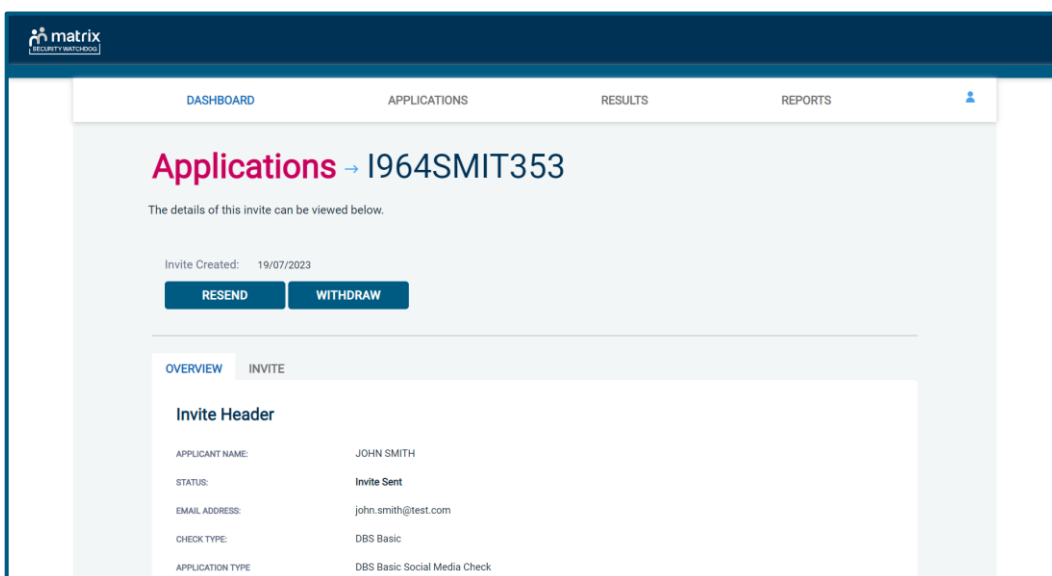 matrix
SECURITY WATCHDOG
DASHBOARD APPLICATIONS RESULTS REPORTS
Applications → I964SMIT353
The details of this invite can be viewed below.
Invite Created: 19/07/2023
RESEND WITHDRAW
OVERVIEW INVITE
Invite Header
APPLICANT NAME: JOHN SMITH
STATUS: Invite Sent
EMAIL ADDRESS: john.smith@test.com
CHECK TYPE: DBS Basic
APPLICATION TYPE DBS Basic Social Media Check